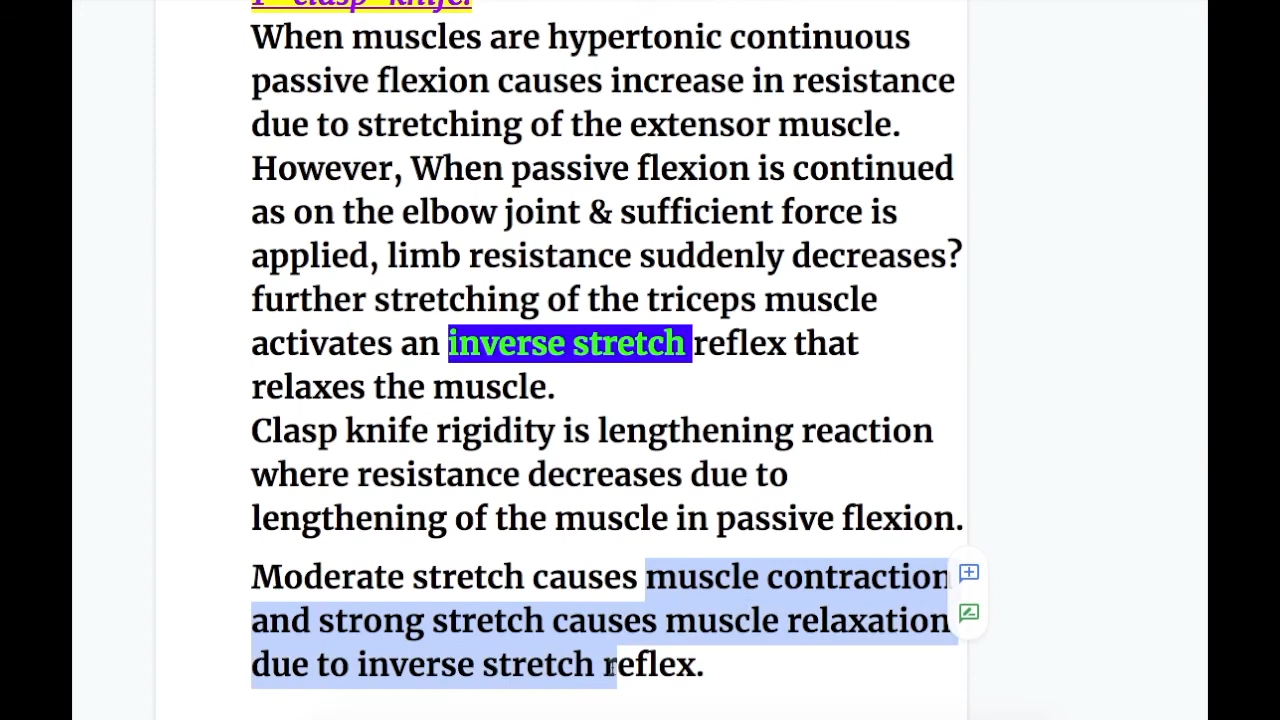 1- clasp- knife:
When muscles are hypertonic continuous
passive flexion causes increase in resistance
due to stretching of the extensor muscle.
However, When passive flexion is continued
as on the elbow joint & sufficient force is
applied, limb resistance suddenly decreases?
further stretching of the triceps muscle
activates an inverse stretch reflex that
relaxes the muscle.
Clasp knife rigidity is lengthening reaction
where resistance decreases due to
lengthening of the muscle in passive flexion.
Moderate stretch causes muscle contraction
and strong stretch causes muscle relaxation
due to inverse stretch reflex.